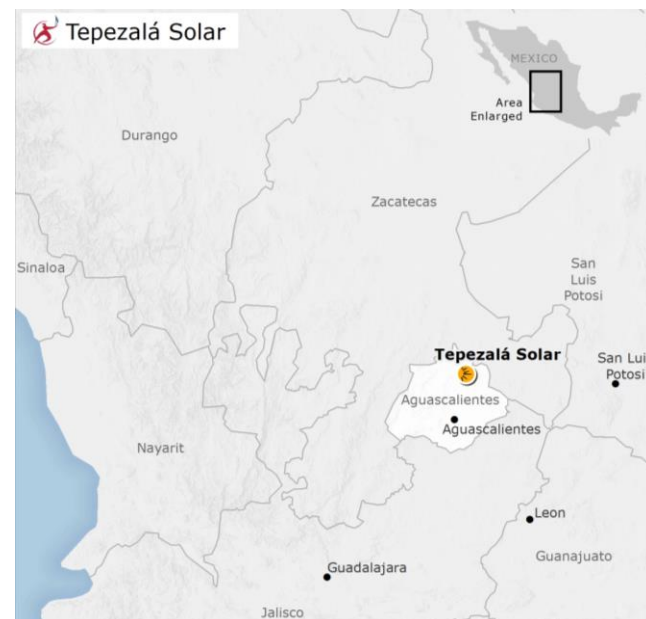 Tepezalá Solar
MEXICO
Area
Enlarged
Durango
Zacatecas
Sinaloa
San
Luis
Potosi
Tepezalá Solar
San Lui
Potosi
Aguascalientes
Aguascalientes
Nayarit
Leon
Guanajuato
Guadalajara
Jalisco